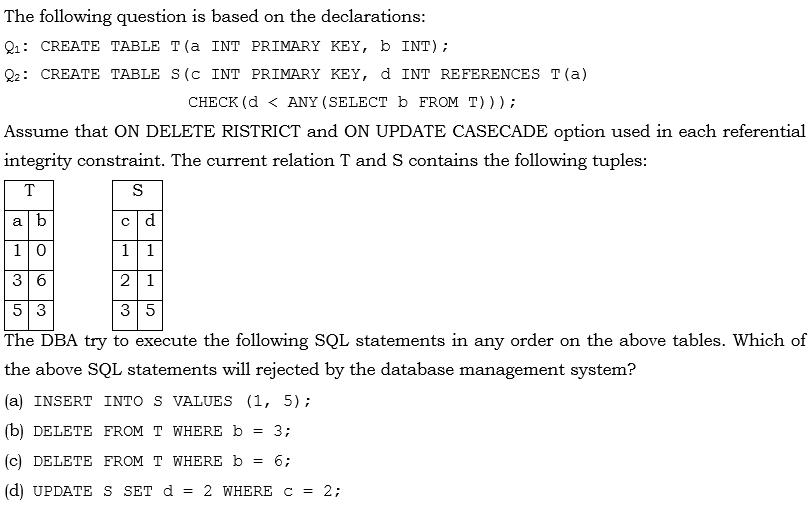 The following question is based on the declarations:
Q1: CREATE TABLE T(a INT PRIMARY KEY, b INT);
Q2: CREATE TABLE S(c INT PRIMARY KEY, d INT REFERENCES T(a)
CHECK(d < ANY(SELECT b FROM T)));
Assume that ON DELETE RISTRICT and ON UPDATE CASECADE option used in each referential
integrity constraint. The current relation T and S contains the following tuples:
T S
a b c d
1 0 1 1
3 6 2 1
5 3 3 5
The DBA try to execute the following SQL statements in any order on the above tables. Which of
the above SQL statements will rejected by the database management system?
(a) INSERT INTO S VALUES (1, 5);
(b) DELETE FROM T WHERE b = 3;
(c) DELETE FROM T WHERE b = 6;
(d) UPDATE S SET d = 2 WHERE c = 2;